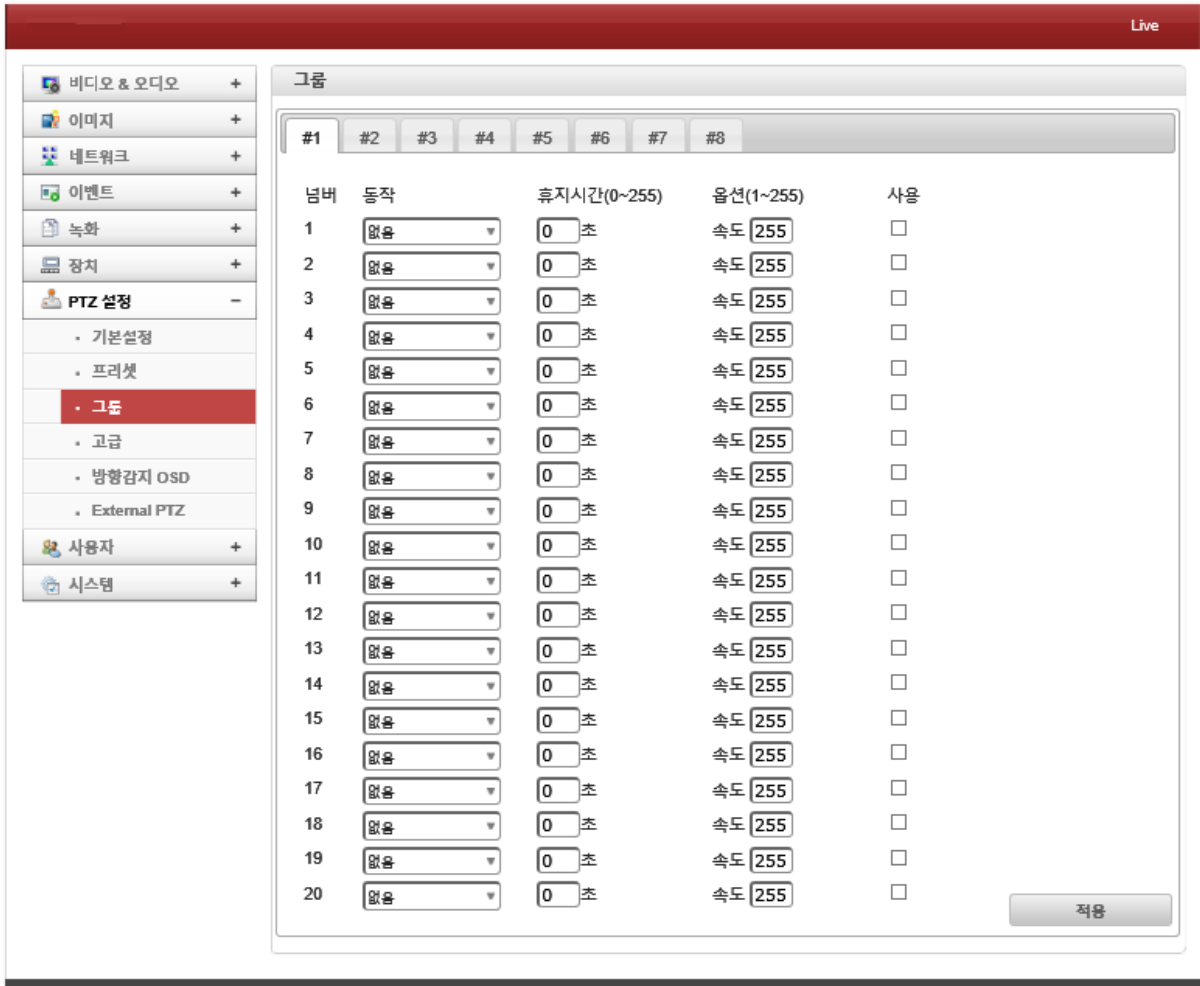 Live
비디오 & 오디오 +
이미지 +
네트워크 +
이벤트 +
녹화 +
장치 +
PTZ 설정 −
기본설정
프리셋
그룹
고급
방향감지 OSD
External PTZ
사용자 +
시스템 +
그룹
#1 #2 #3 #4 #5 #6 #7 #8
넘버 동작 휴지시간(0~255) 옵션(1~255) 사용
1 없음 0 초 속도 255
2 없음 0 초 속도 255
3 없음 0 초 속도 255
4 없음 0 초 속도 255
5 없음 0 초 속도 255
6 없음 0 초 속도 255
7 없음 0 초 속도 255
8 없음 0 초 속도 255
9 없음 0 초 속도 255
10 없음 0 초 속도 255
11 없음 0 초 속도 255
12 없음 0 초 속도 255
13 없음 0 초 속도 255
14 없음 0 초 속도 255
15 없음 0 초 속도 255
16 없음 0 초 속도 255
17 없음 0 초 속도 255
18 없음 0 초 속도 255
19 없음 0 초 속도 255
20 없음 0 초 속도 255
적용